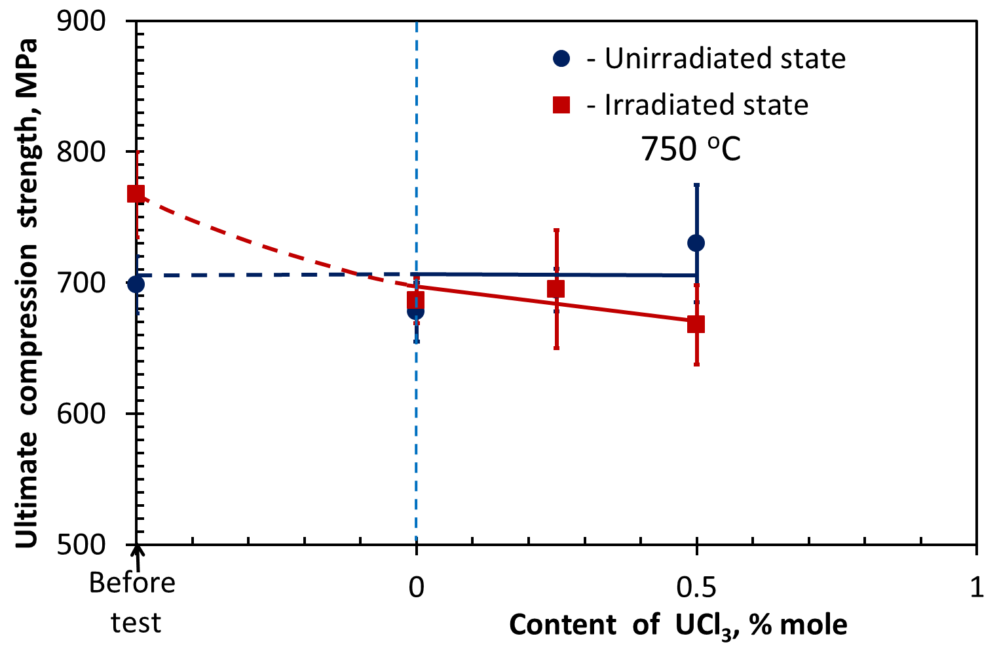 900
800
700
600
500
Ultimate compression strength, MPa
- Unirradiated state
- Irradiated state
750 °C
Before
test
0
0.5
1
Content of UCl₃, % mole